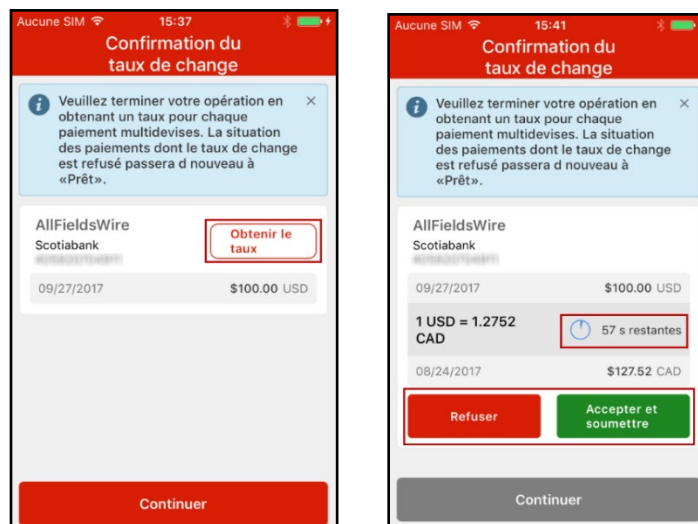 Aucune SIM 15:37
Confirmation du
taux de change
Veuillez terminer votre opération en
obtenant un taux pour chaque
paiement multidevises. La situation
des paiements dont le taux de change
est refusé passera d nouveau à
«Prêt».
AllFieldsWire
Scotiabank
Obtenir le
taux
09/27/2017 $100.00 USD
Continuer
Aucune SIM 15:41
Confirmation du
taux de change
Veuillez terminer votre opération en
obtenant un taux pour chaque
paiement multidevises. La situation
des paiements dont le taux de change
est refusé passera d nouveau à
«Prêt».
AllFieldsWire
Scotiabank
09/27/2017 $100.00 USD
1 USD = 1.2752
CAD
57 s restantes
08/24/2017 $127.52 CAD
Refuser
Accepter et
soumettre
Continuer